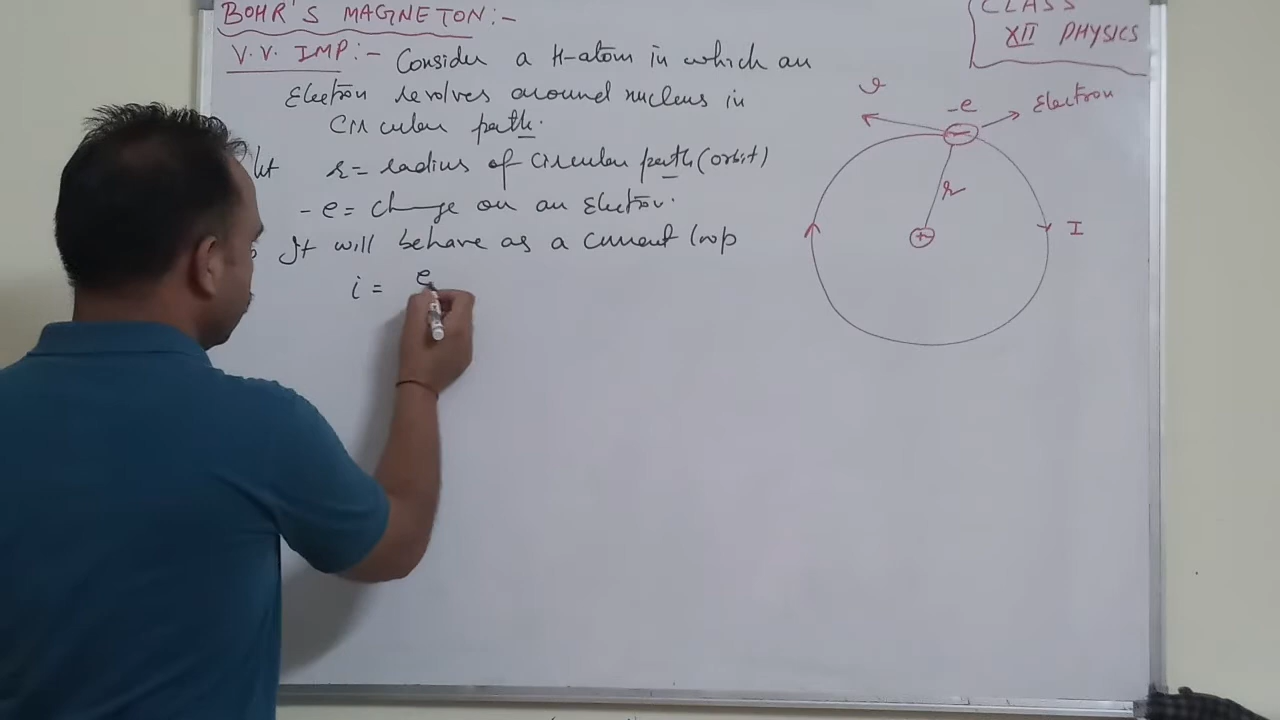 BOHR'S MAGNETON:-
CLASS
XII PHYSICS
V.V. IMP:- Consider a H-atom in which an
Electron revolves around nucleus in
Circular path.
let r = radius of circular path (orbit)
-e = charge on an Electron.
It will behave as a current loop
i = e
v
-e
Electron
r
+
I